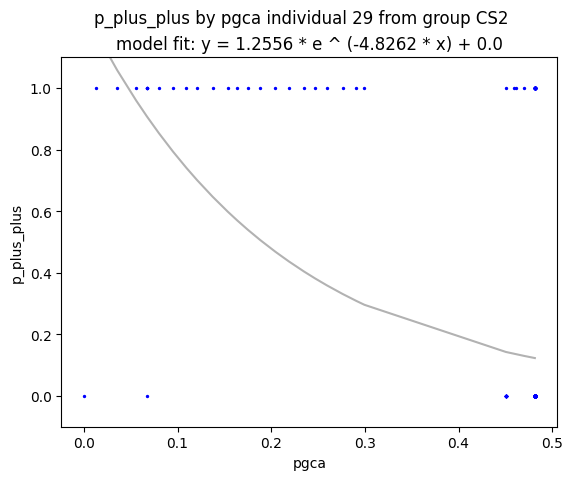 p_plus_plus by pgca individual 29 from group CS2
model fit: y = 1.2556 * e ^ (-4.8262 * x) + 0.0
1.0
0.8
0.6
0.4
0.2
0.0
p_plus_plus
0.0 0.1 0.2 0.3 0.4 0.5
pgca